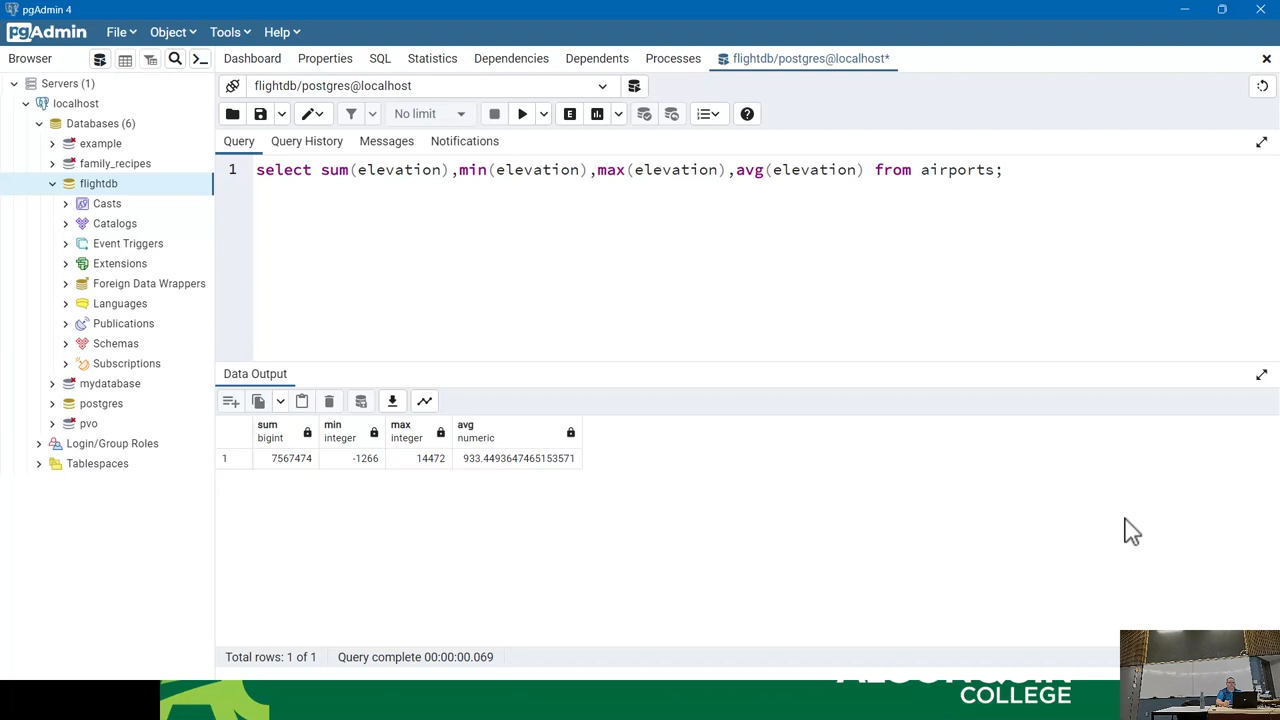 pgAdmin 4
pgAdmin File Object Tools Help
Browser Dashboard Properties SQL Statistics Dependencies Dependents Processes flightdb/postgres@localhost*
Servers (1)
localhost
Databases (6)
example
family_recipes
flightdb
Casts
Catalogs
Event Triggers
Extensions
Foreign Data Wrappers
Languages
Publications
Schemas
Subscriptions
mydatabase
postgres
pvo
Login/Group Roles
Tablespaces
flightdb/postgres@localhost
No limit
E
Query Query History Messages Notifications
1 select sum(elevation),min(elevation),max(elevation),avg(elevation) from airports;
Data Output
sum min max avg
bigint integer integer numeric
1 7567474 -1266 14472 933.4493647465153571
Total rows: 1 of 1 Query complete 00:00:00.069
ALGONQUIN
COLLEGE